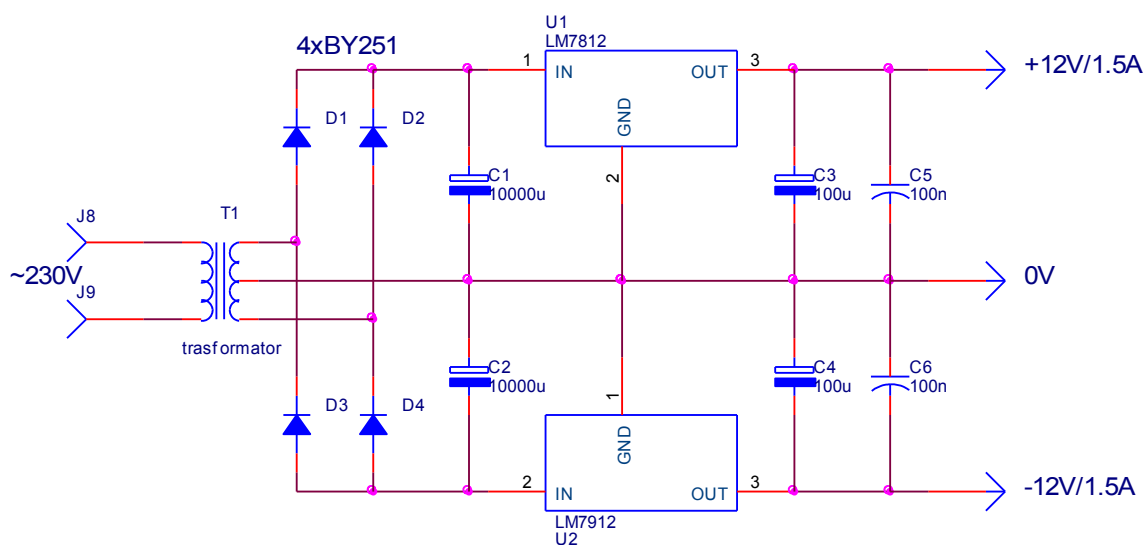 4xBY251
U1
LM7812
1
IN
OUT
3
GND
2
+12V/1.5A
D1
D2
C1
10000u
C3
100u
C5
100n
J8
T1
~230V
J9
trasformator
0V
D3
D4
C2
10000u
C4
100u
C6
100n
1
GND
2
IN
OUT
3
-12V/1.5A
LM7912
U2